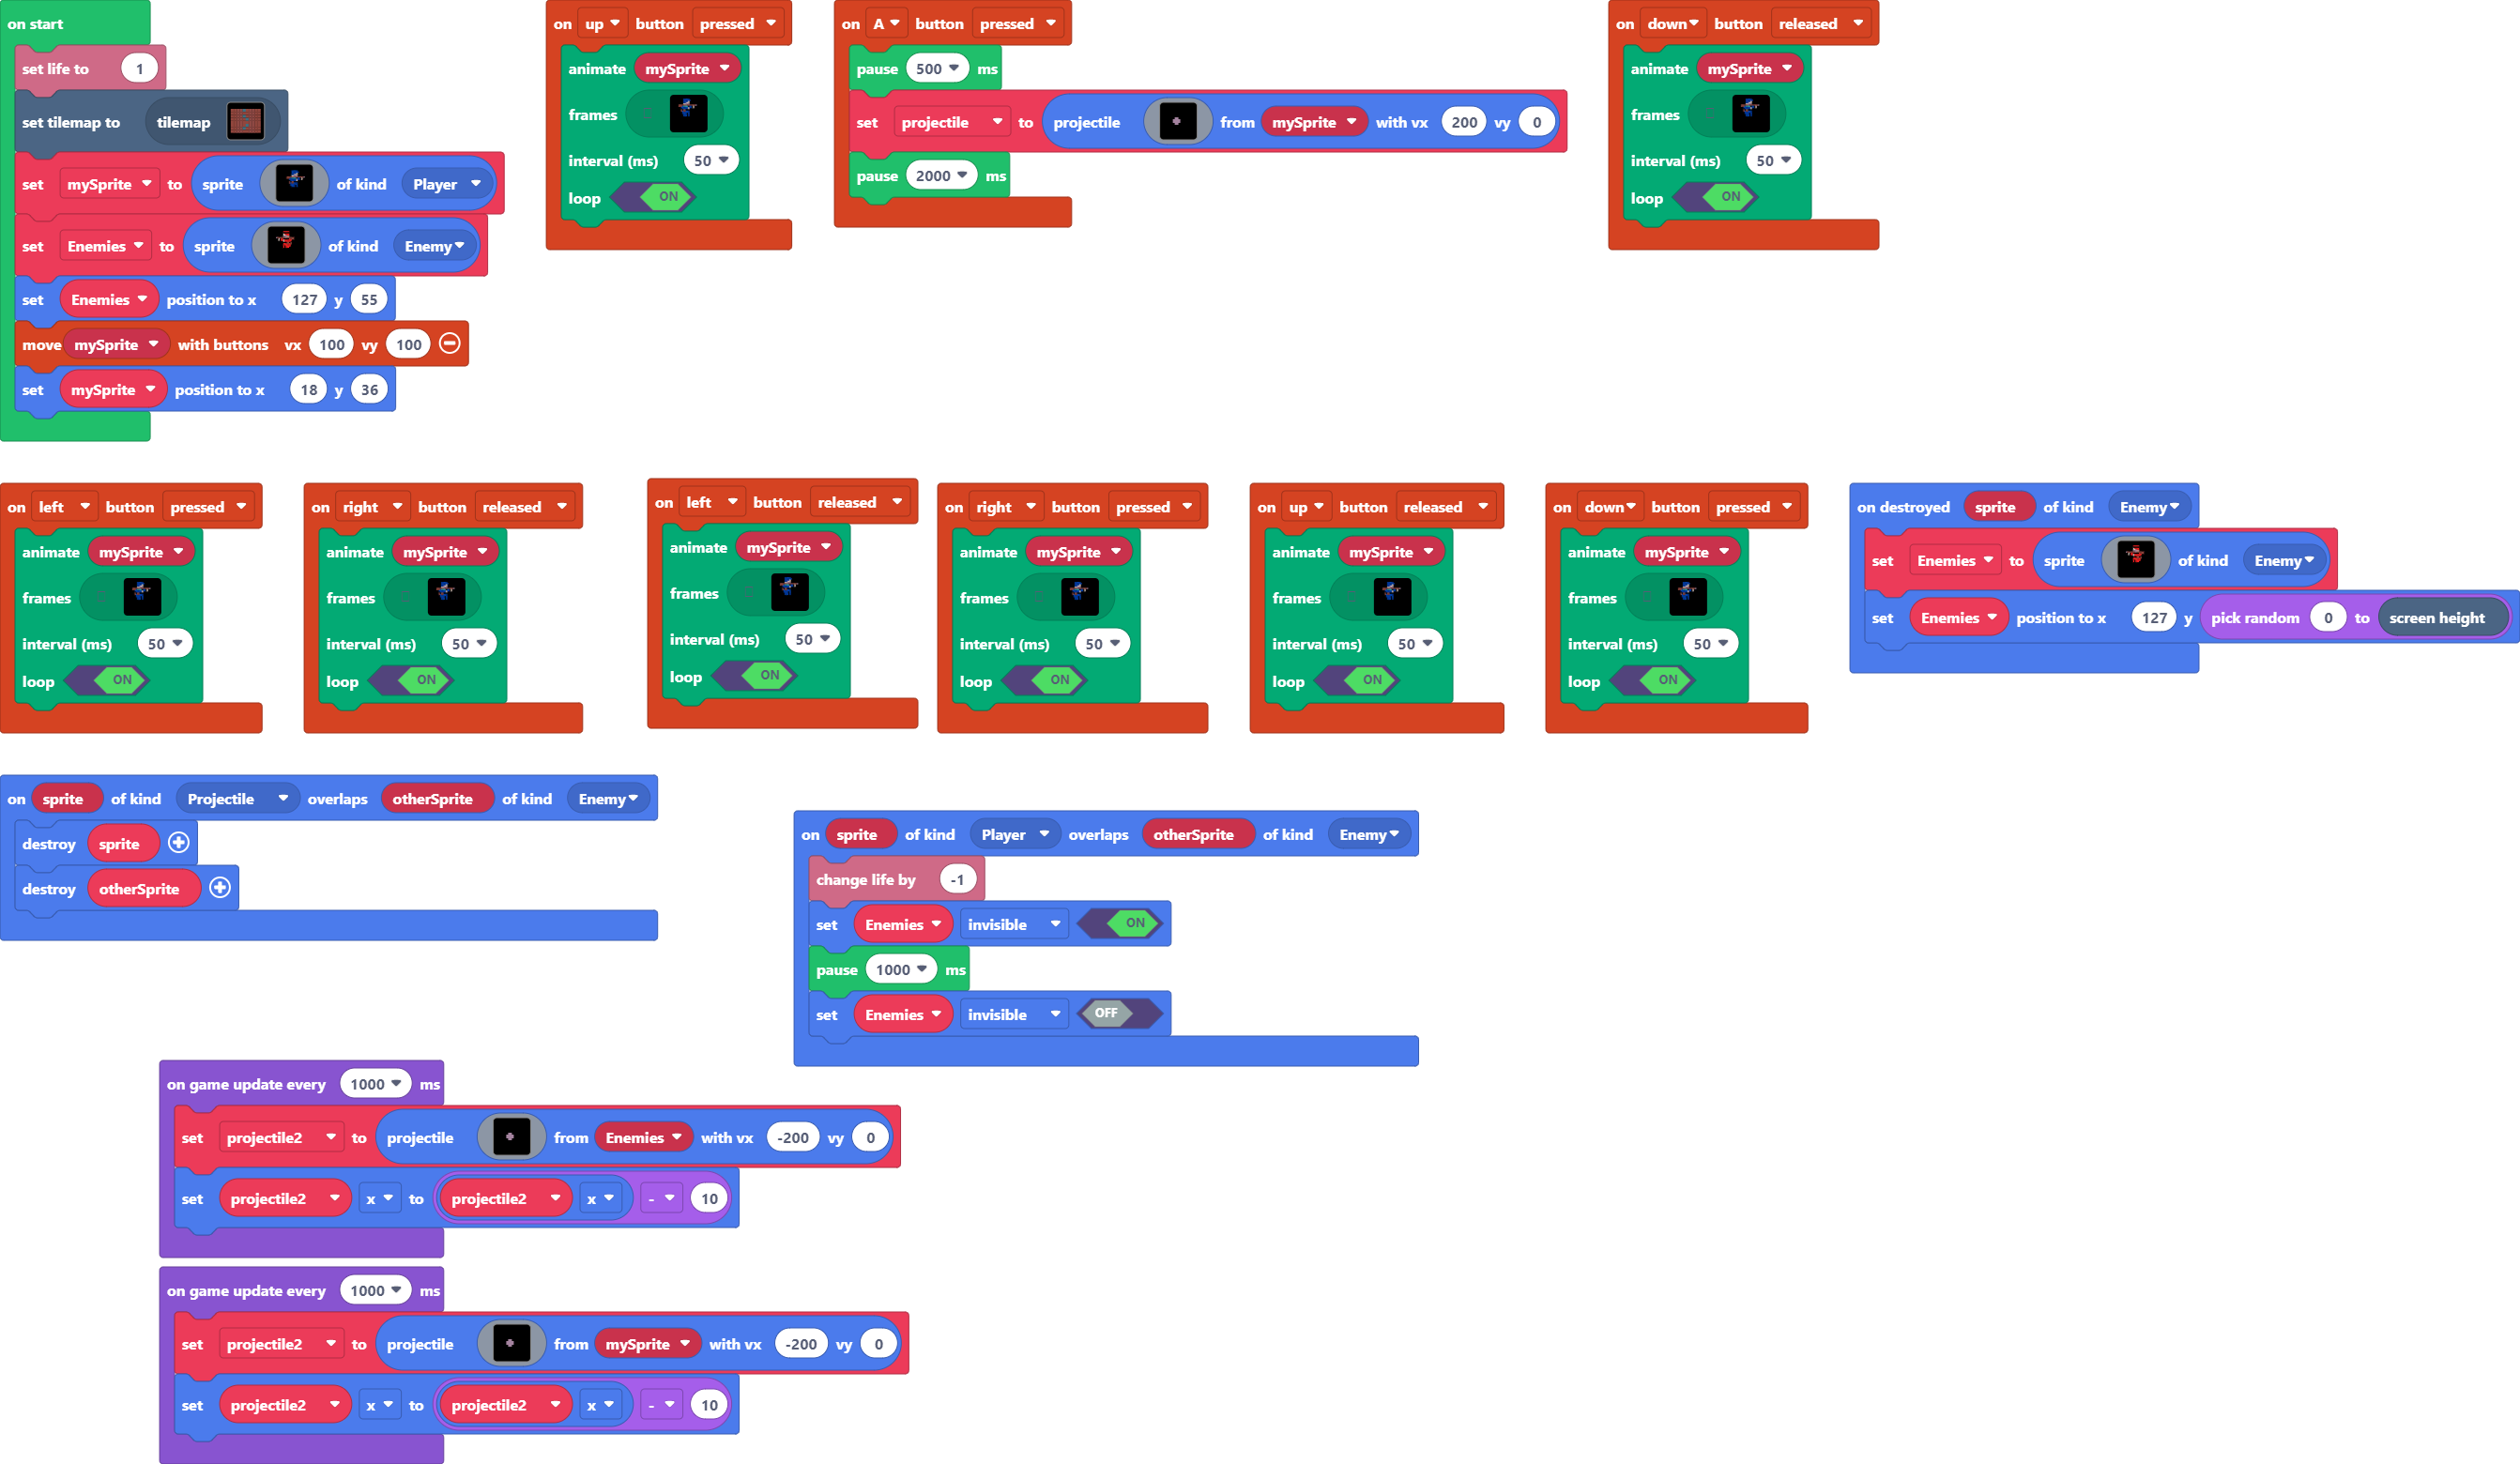 on start
set life to 1
set tilemap to tilemap
set mySprite to sprite of kind Player
set Enemies to sprite of kind Enemy
set Enemies position to x 127 y 55
move mySprite with buttons vx 100 vy 100
set mySprite position to x 18 y 36
on up button pressed
animate mySprite
frames
interval (ms) 50
loop ON
on A button pressed
pause 500 ms
set projectile to projectile from mySprite with vx 200 vy 0
pause 2000 ms
on down button released
animate mySprite
frames
interval (ms) 50
loop ON
on left button pressed
animate mySprite
frames
interval (ms) 50
loop ON
on right button released
animate mySprite
frames
interval (ms) 50
loop ON
on left button released
animate mySprite
frames
interval (ms) 50
loop ON
on right button pressed
animate mySprite
frames
interval (ms) 50
loop ON
on up button released
animate mySprite
frames
interval (ms) 50
loop ON
on down button pressed
animate mySprite
frames
interval (ms) 50
loop ON
on destroyed sprite of kind Enemy
set Enemies to sprite of kind Enemy
set Enemies position to x 127 y pick random 0 to screen height
on sprite of kind Projectile overlaps otherSprite of kind Enemy
destroy sprite
destroy otherSprite
on sprite of kind Player overlaps otherSprite of kind Enemy
change life by -1
set Enemies invisible ON
pause 1000 ms
set Enemies invisible OFF
on game update every 1000 ms
set projectile2 to projectile from Enemies with vx -200 vy 0
set projectile2 x to projectile2 x - 10
on game update every 1000 ms
set projectile2 to projectile from mySprite with vx -200 vy 0
set projectile2 x to projectile2 x - 10